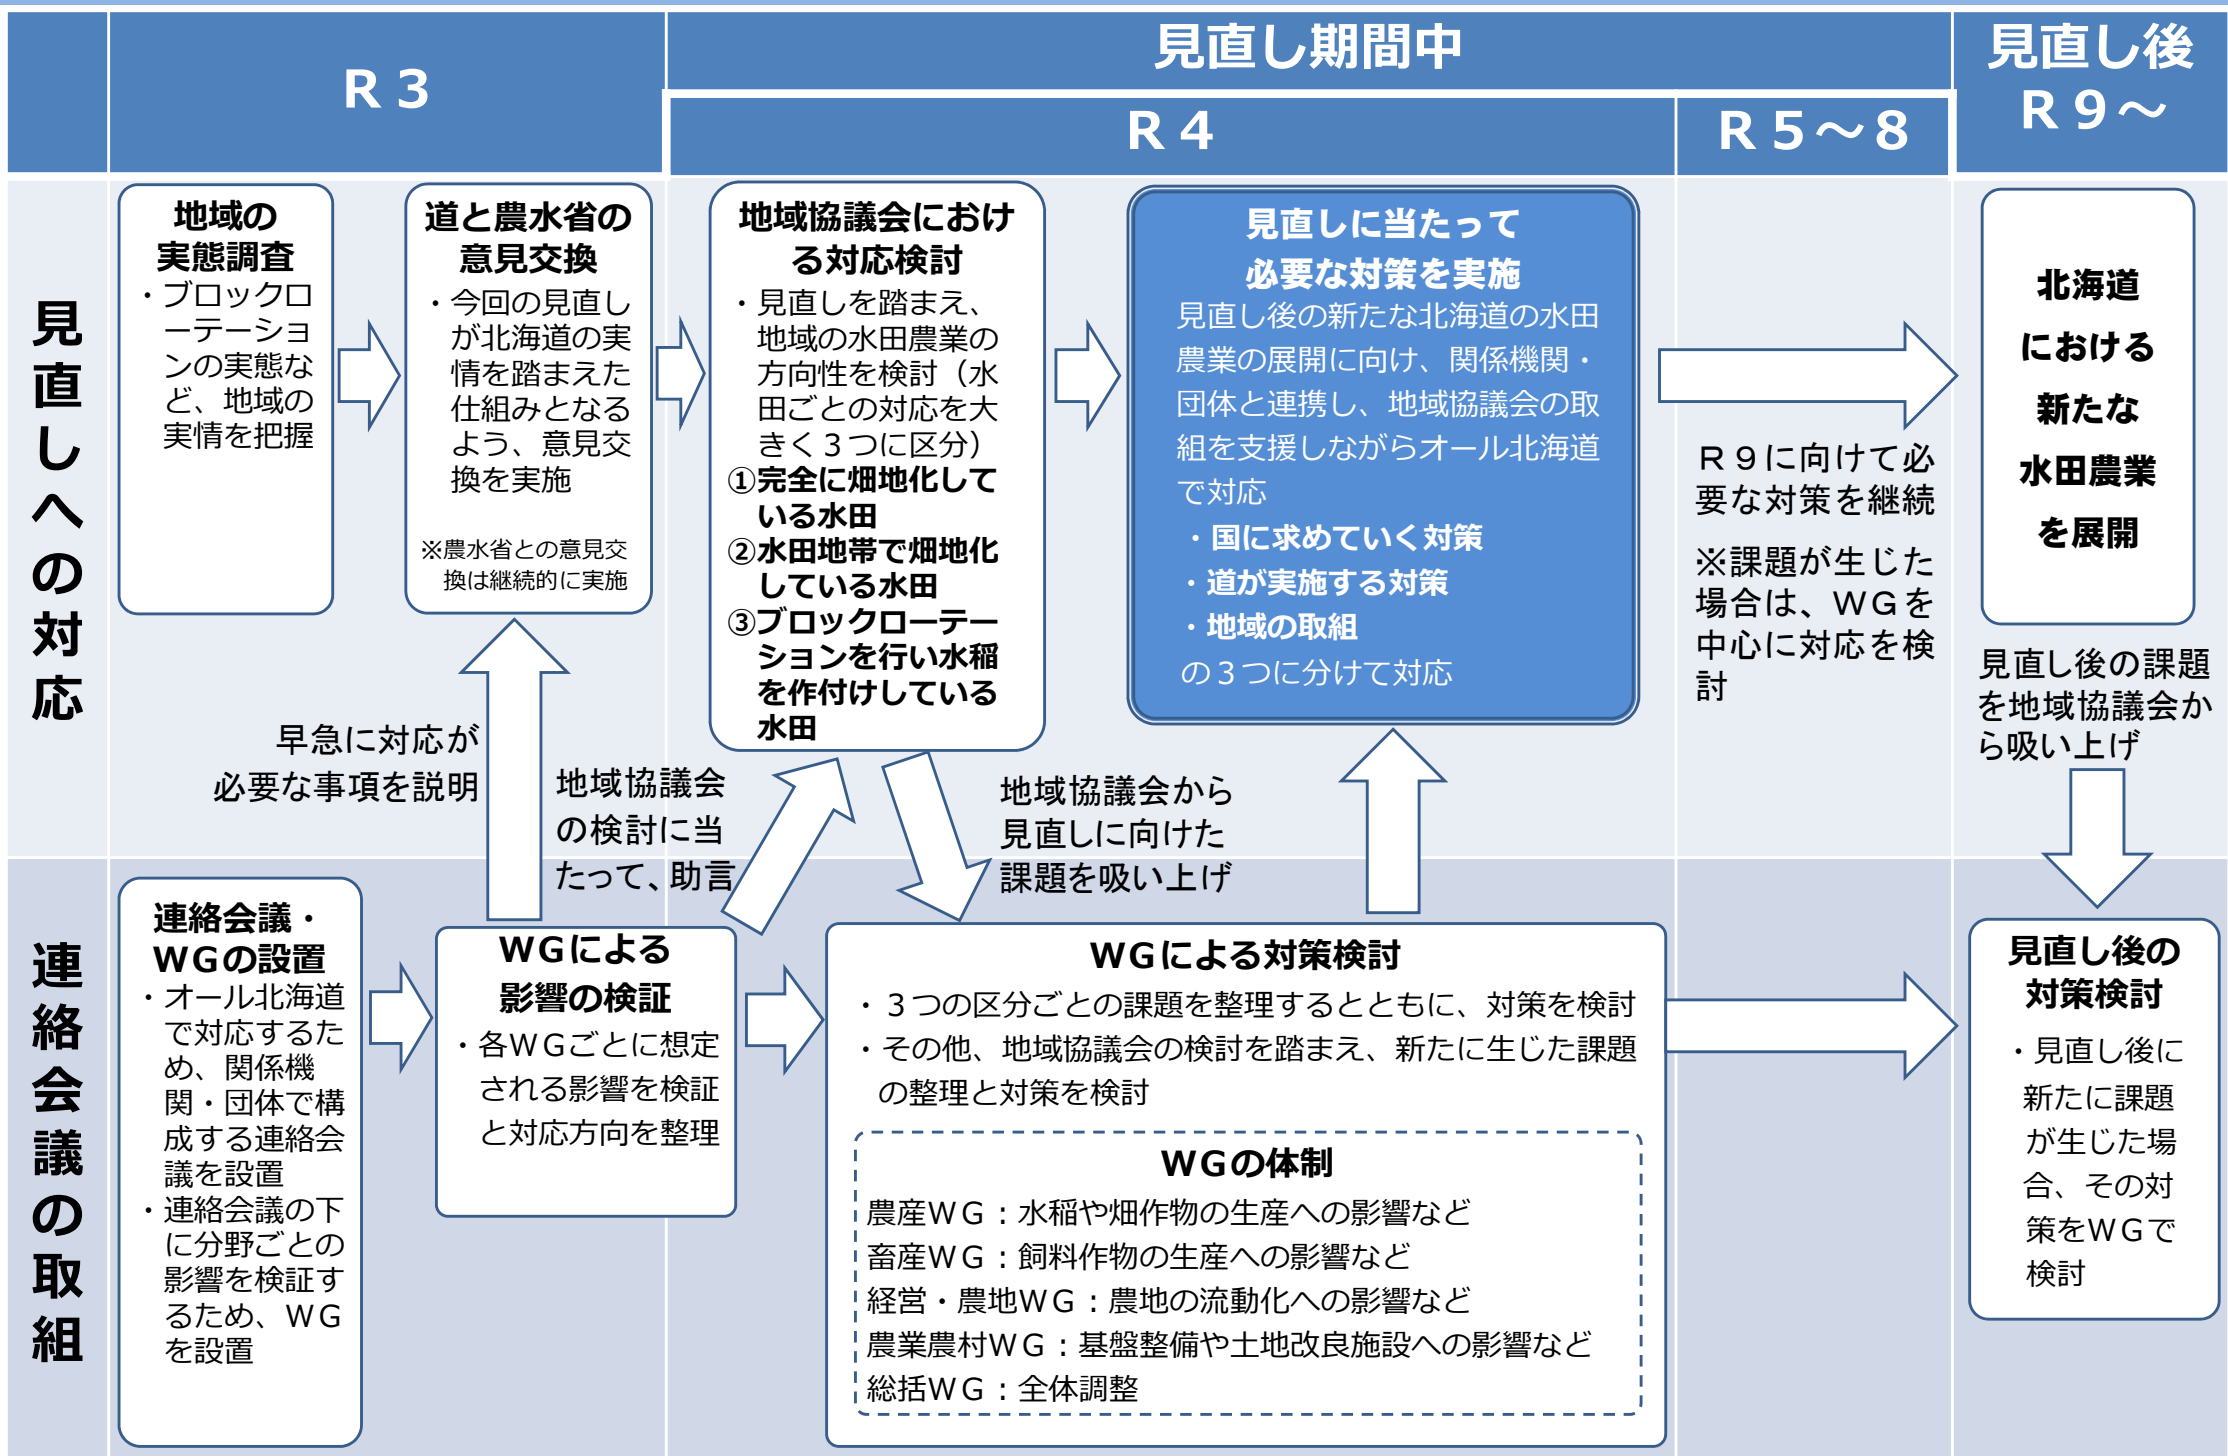 R３
見直し期間中
見直し後
R９～
R４
R５～８
見直しへの対応
地域の
実態調査
・ブロックロ
ーテーショ
ンの実態な
ど、地域の
実情を把握
道と農水省の
意見交換
・今回の見直し
が北海道の実
情を踏まえた
仕組みとなる
よう、意見交
換を実施
※農水省との意見交
換は継続的に実施
地域協議会におけ
る対応検討
・見直しを踏まえ、
地域の水田農業の
方向性を検討（水
田ごとの対応を大
きく３つに区分）
①完全に畑地化して
いる水田
②水田地帯で畑地化
している水田
③ブロックローテー
ションを行い水稲
を作付けしている
水田
見直しに当たって
必要な対策を実施
見直し後の新たな北海道の水田
農業の展開に向け、関係機関・
団体と連携し、地域協議会の取
組を支援しながらオール北海道
で対応
・国に求めていく対策
・道が実施する対策
・地域の取組
の３つに分けて対応
R９に向けて必
要な対策を継続
※課題が生じた
場合は、WGを
中心に対応を検
討
北海道
における
新たな
水田農業
を展開
見直し後の課題
を地域協議会か
ら吸い上げ
早急に対応が
必要な事項を説明
地域協議会
の検討に当
たって、助言
地域協議会から
見直しに向けた
課題を吸い上げ
連絡会議の取組
連絡会議・
WGの設置
・オール北海道
で対応するた
め、関係機
関・団体で構
成する連絡会
議を設置
・連絡会議の下
に分野ごとの
影響を検証す
るため、WG
を設置
WGによる
影響の検証
・各WGごとに想定
される影響を検証
と対応方向を整理
WGによる対策検討
・３つの区分ごとの課題を整理するとともに、対策を検討
・その他、地域協議会の検討を踏まえ、新たに生じた課題
の整理と対策を検討
WGの体制
農産WG：水稲や畑作物の生産への影響など
畜産WG：飼料作物の生産への影響など
経営・農地WG：農地の流動化への影響など
農業農村WG：基盤整備や土地改良施設への影響など
総括WG：全体調整
見直し後の
対策検討
・見直し後に
新たに課題
が生じた場
合、その対
策をWGで
検討